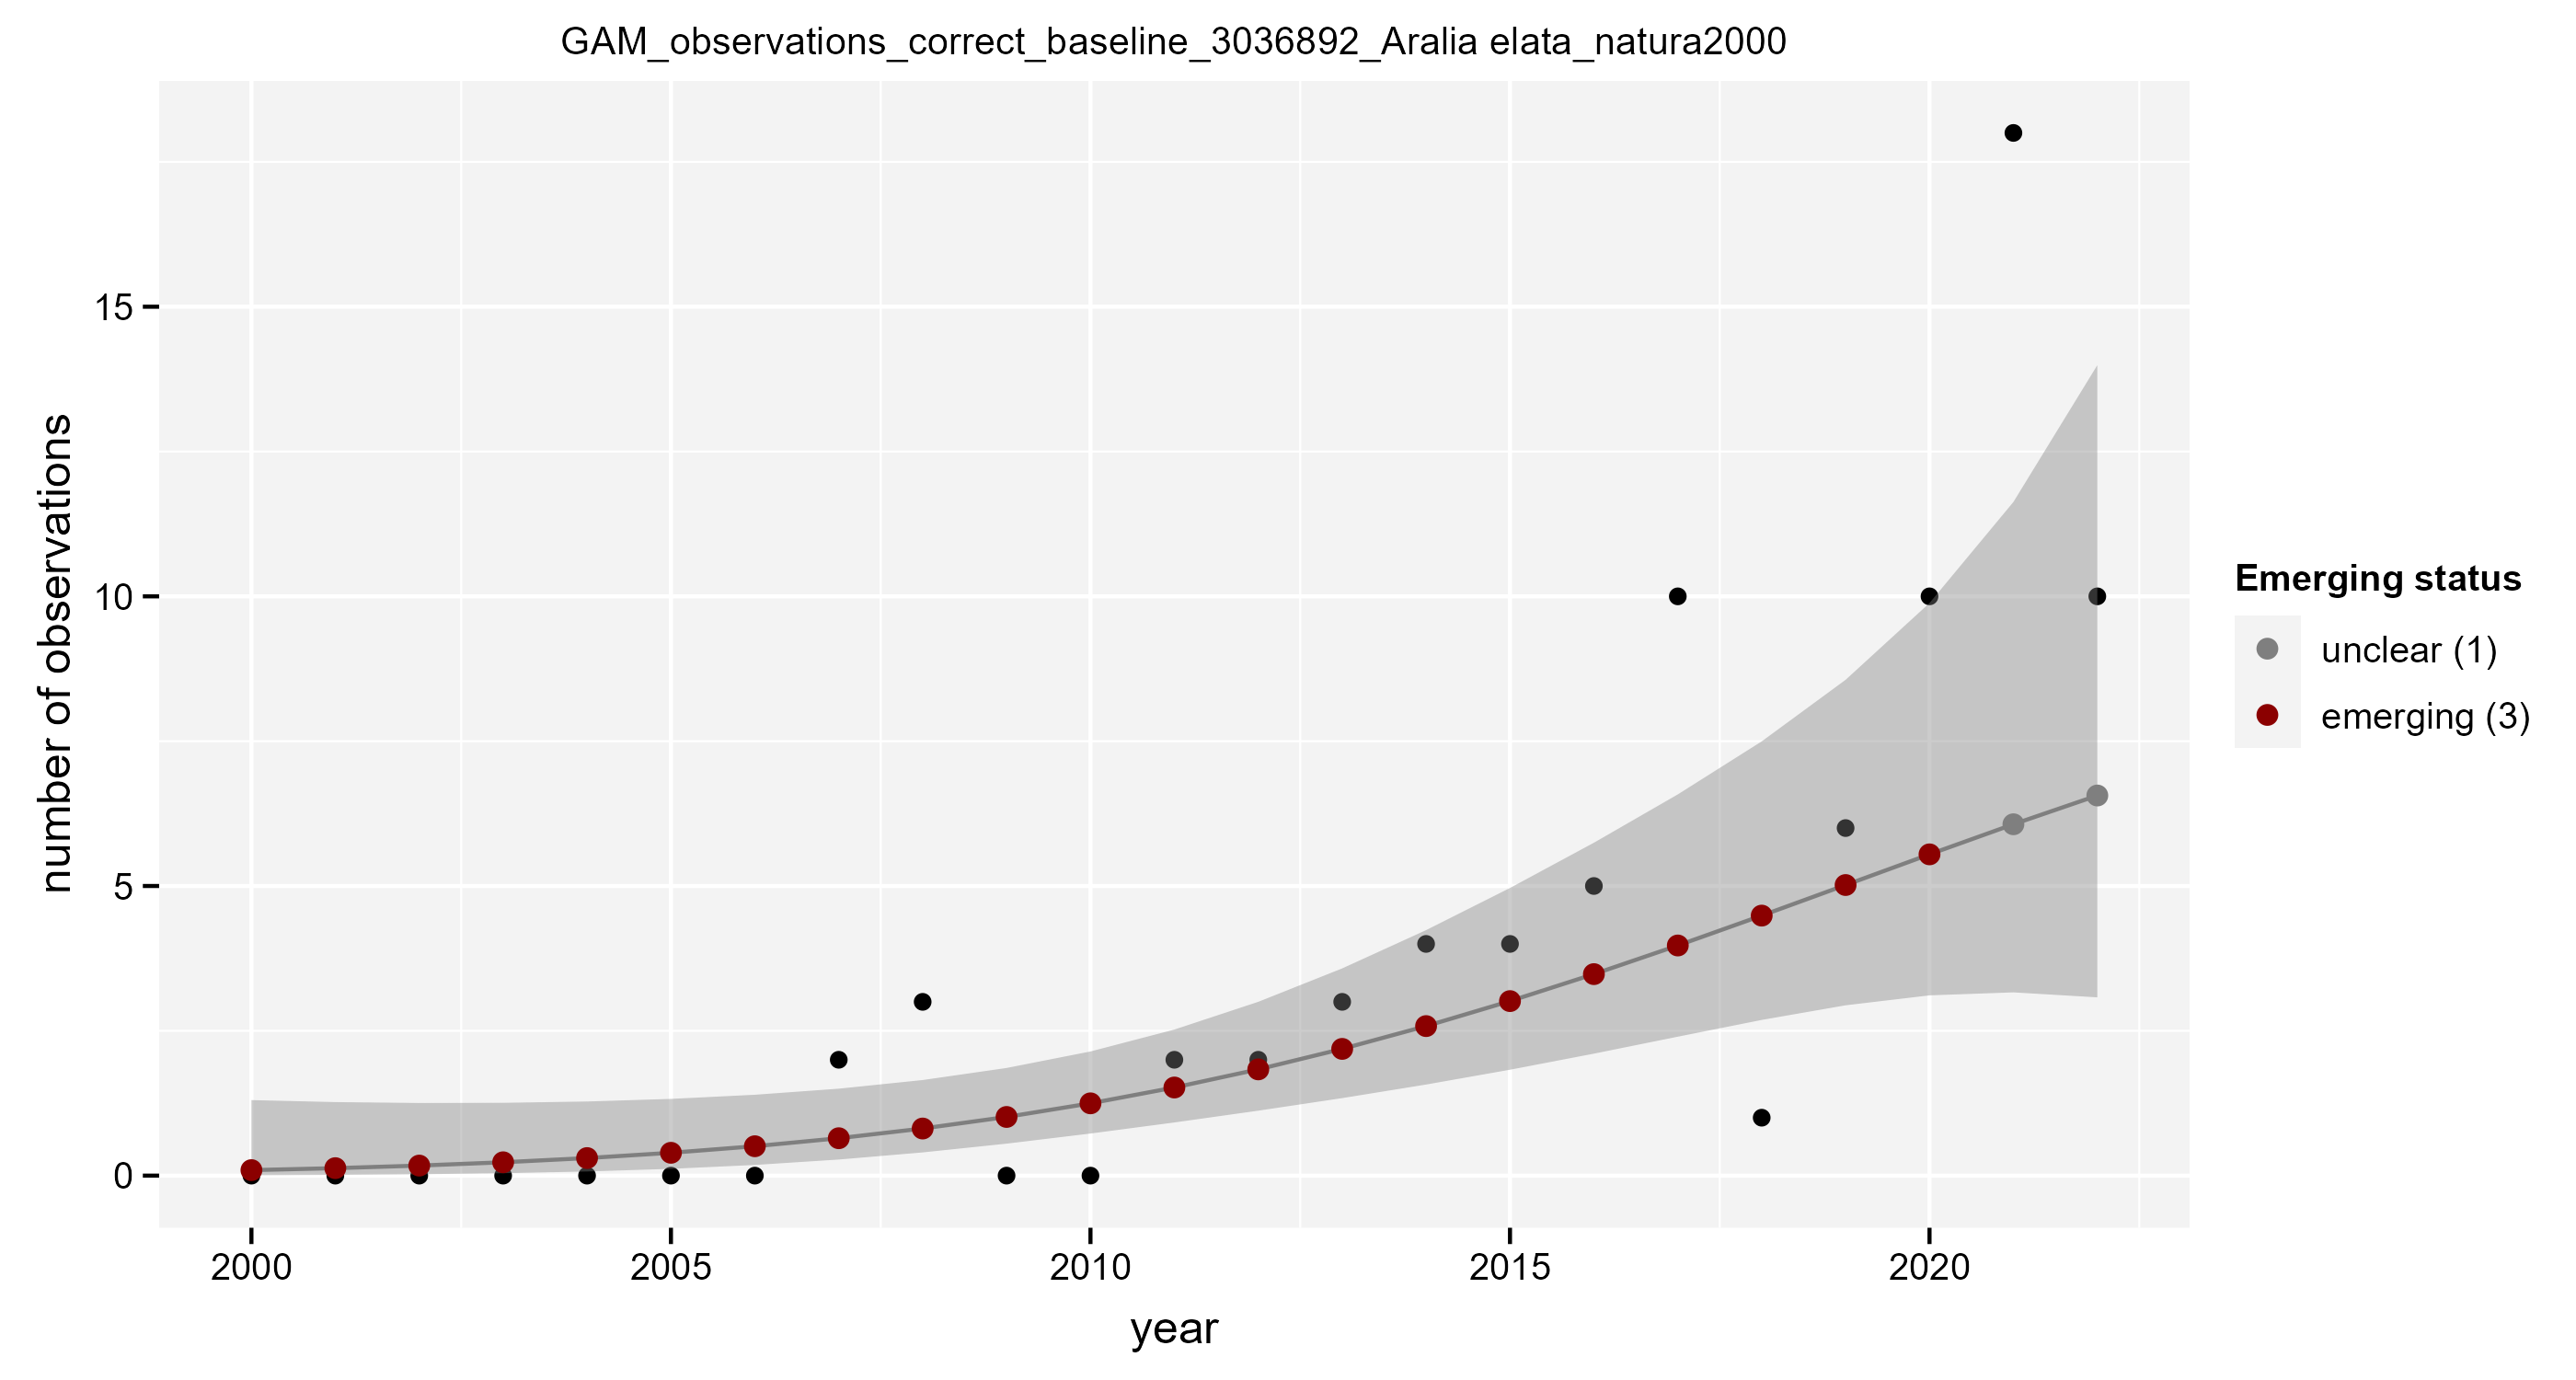 GAM_observations_correct_baseline_3036892_Aralia elata_natura2000
number of observations
15
10
5
0
2000 2005 2010 2015 2020
year
Emerging status
unclear (1)
emerging (3)